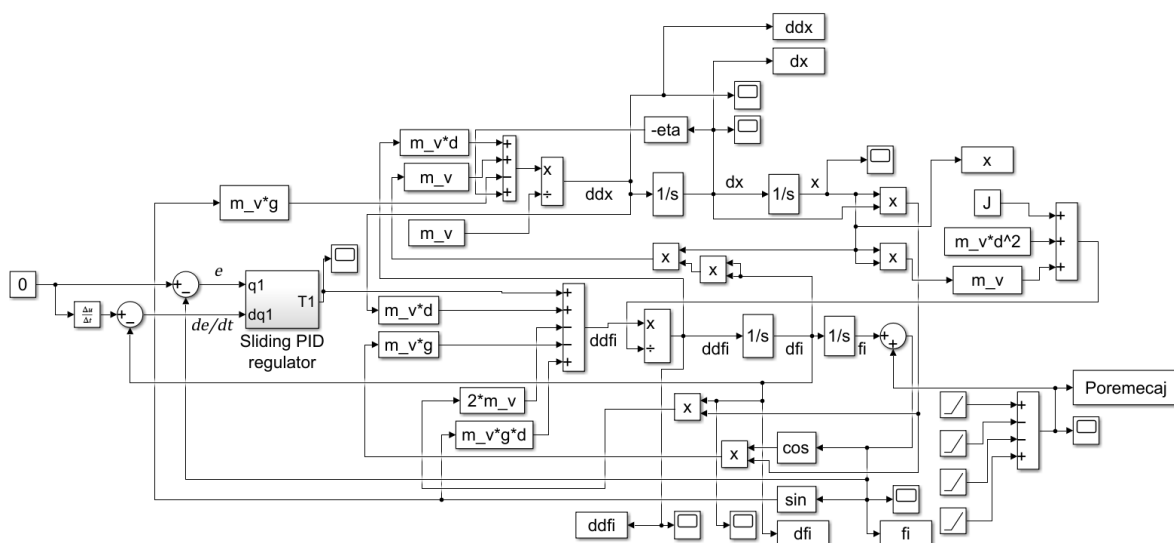 ddx
dx
-eta
m_v*d
+
+
−
+
m_v
x
÷
m_v*g
ddx
1/s
dx
1/s
x
x
x
m_v
J
m_v*d^2
+
+
+
x
x
x
m_v
0
+
−
e
q1
dq1
T1
Δu
Δt
+
−
de/dt
Sliding PID
regulator
m_v*d
m_v*g
+
+
−
−
+
ddfi
x
÷
ddfi
1/s
dfi
1/s
fi
+
+
2*m_v
m_v*g*d
x
x
cos
sin
+
−
−
+
Poremecaj
ddfi
dfi
fi